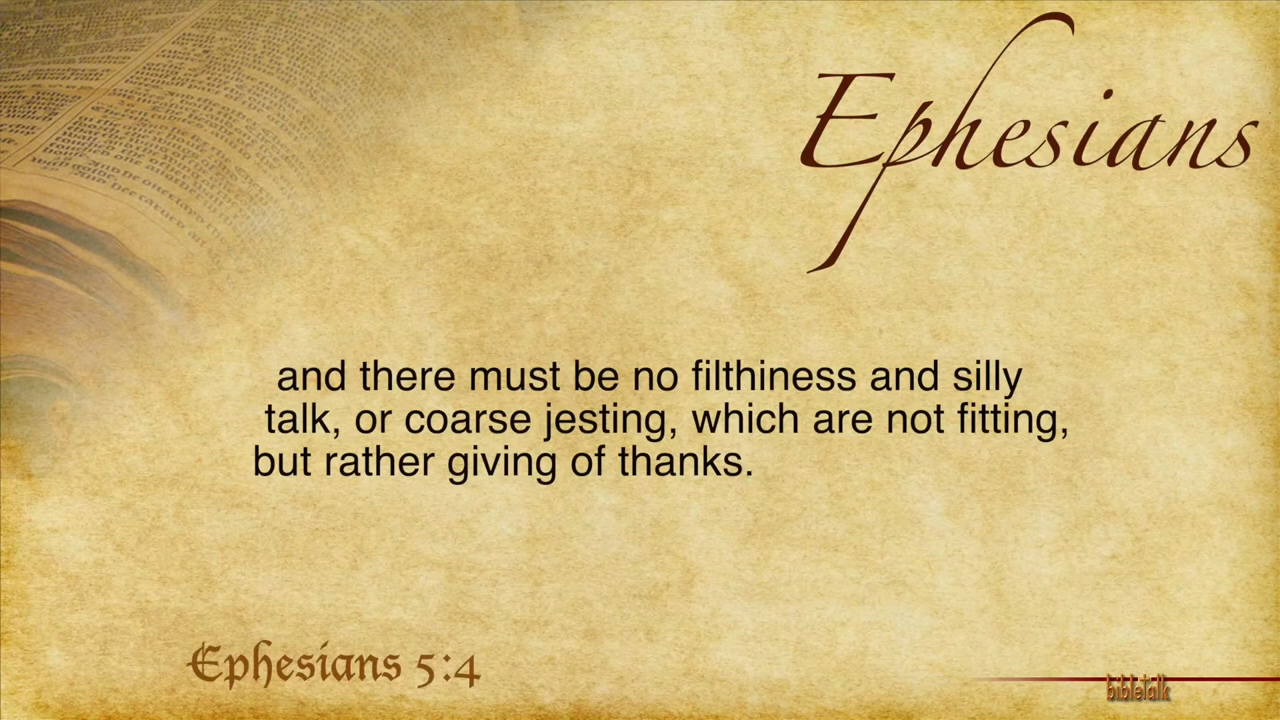 Ephesians
and there must be no filthiness and silly
talk, or coarse jesting, which are not fitting,
but rather giving of thanks.
Ephesians 5:4
bibletalk